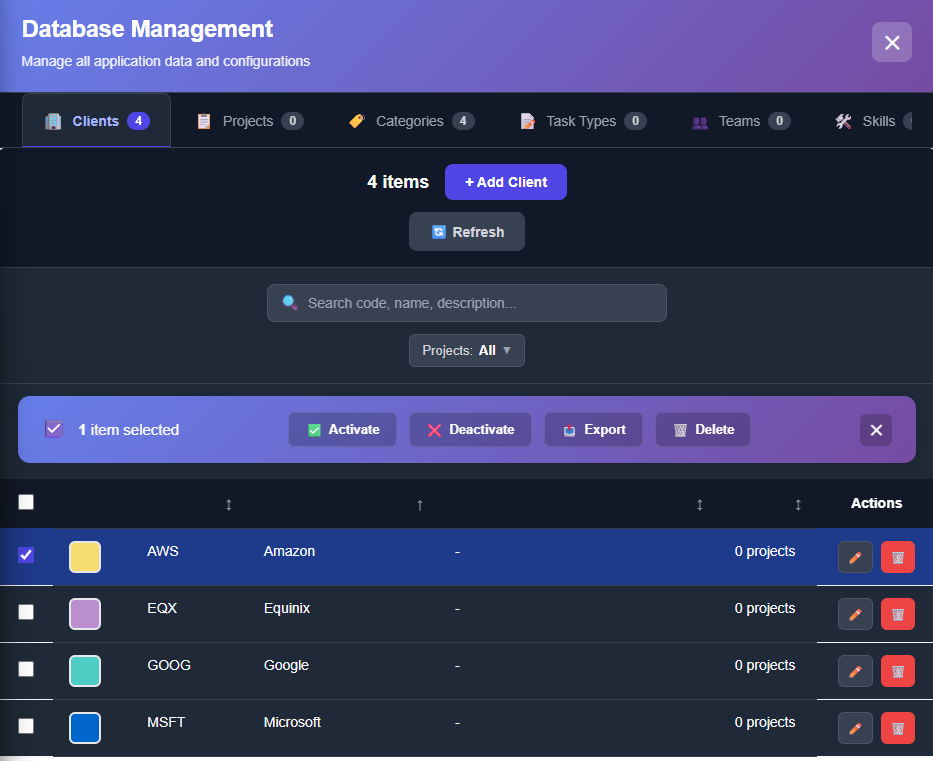 Database Management
Manage all application data and configurations
Clients 4 Projects 0 Categories 4 Task Types 0 Teams 0 Skills
4 items + Add Client
Refresh
Search code, name, description...
Projects: All ▼
1 item selected Activate Deactivate Export Delete
↕ ↑ ↕ ↕ Actions
AWS Amazon - 0 projects
EQX Equinix - 0 projects
GOOG Google - 0 projects
MSFT Microsoft - 0 projects